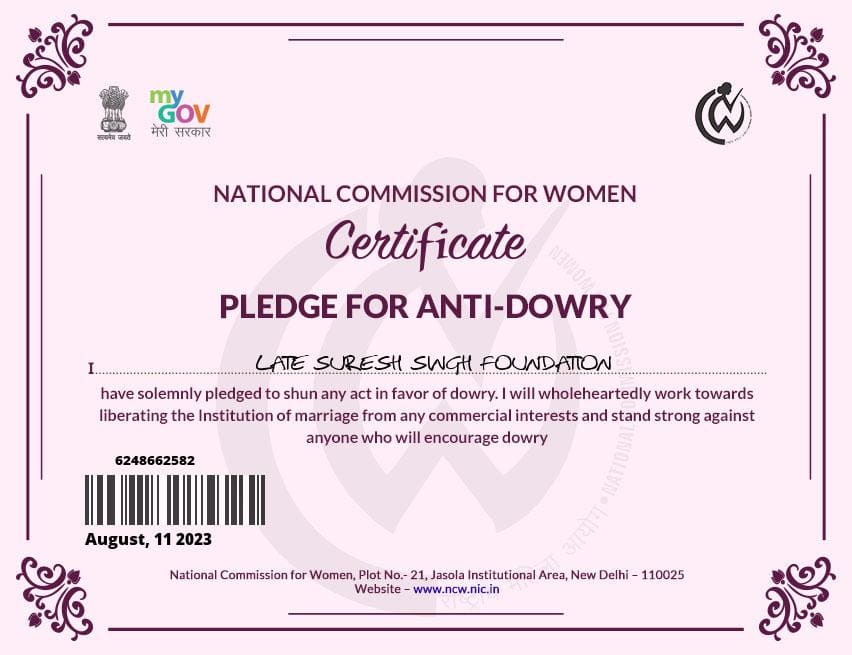 सत्यमेव जयते
my
GOV
मेरी सरकार
NATIONAL COMMISSION FOR WOMEN
Certificate
PLEDGE FOR ANTI-DOWRY
I LATE SURESH SINGH FOUNDATION
have solemnly pledged to shun any act in favor of dowry. I will wholeheartedly work towards
liberating the Institution of marriage from any commercial interests and stand strong against
anyone who will encourage dowry
6248662582
August, 11 2023
National Commission for Women, Plot No.- 21, Jasola Institutional Area, New Delhi – 110025
Website – www.ncw.nic.in